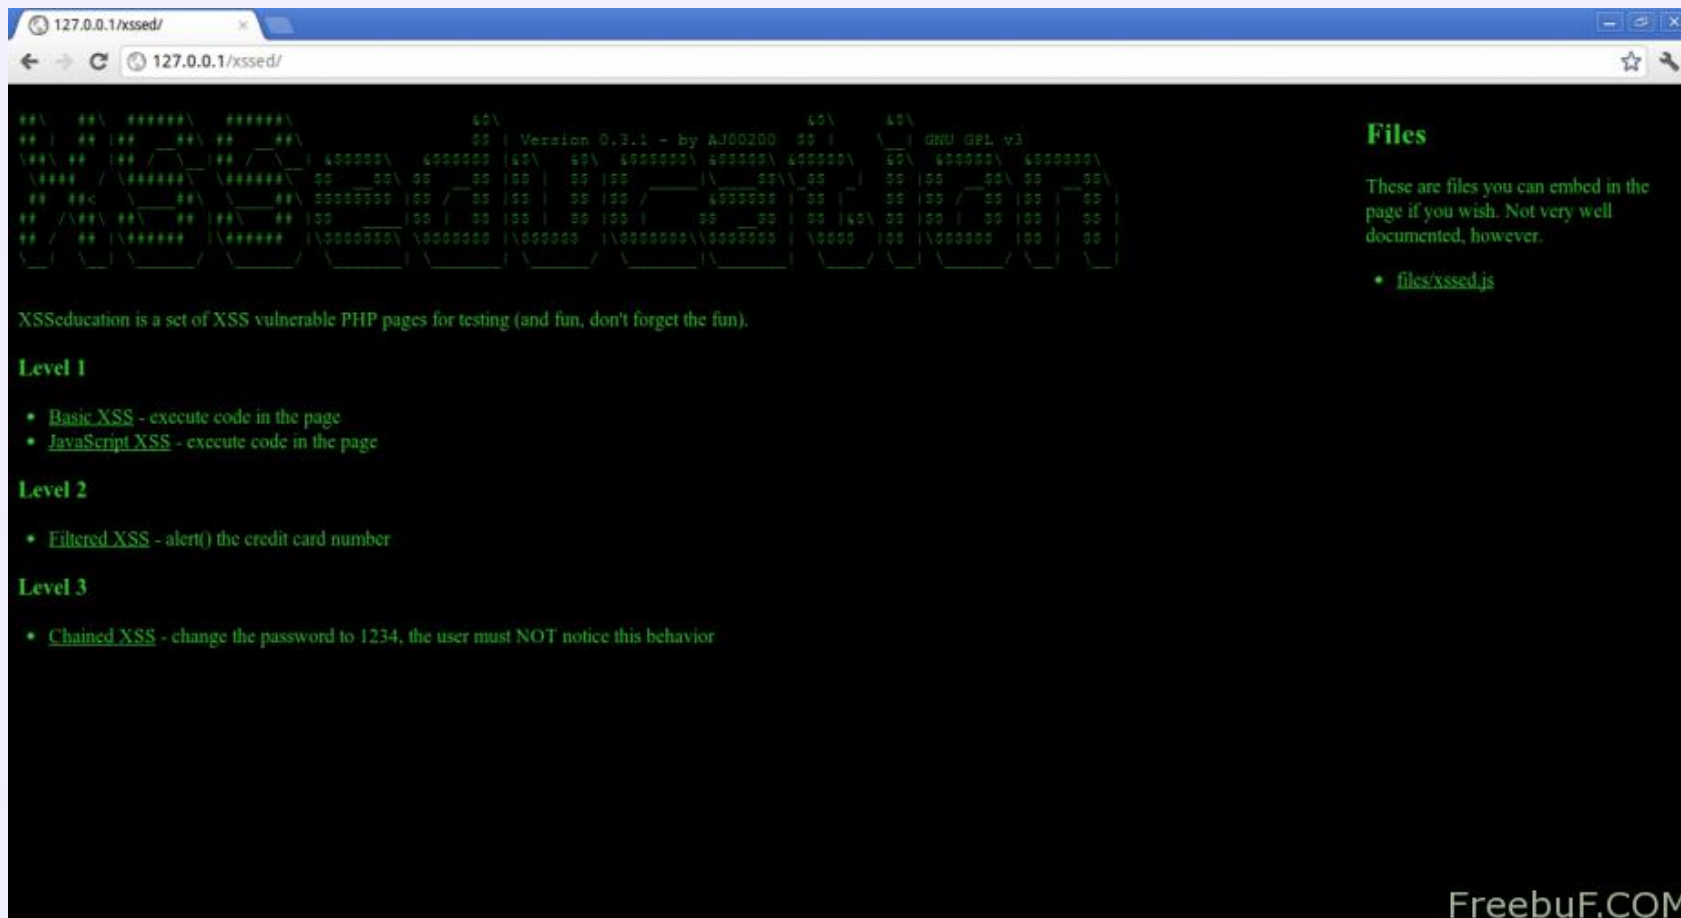 127.0.0.1/xssed/
127.0.0.1/xssed/
XSSeducation
Version 0.3.1 - by AJ00200
GNU GPL v3
XSSeducation is a set of XSS vulnerable PHP pages for testing (and fun, don't forget the fun).
Level 1
• Basic XSS - execute code in the page
• JavaScript XSS - execute code in the page
Level 2
• Filtered XSS - alert() the credit card number
Level 3
• Chained XSS - change the password to 1234, the user must NOT notice this behavior
Files
These are files you can embed in the
page if you wish. Not very well
documented, however.
• files/xssed.js
FreebuF.COM